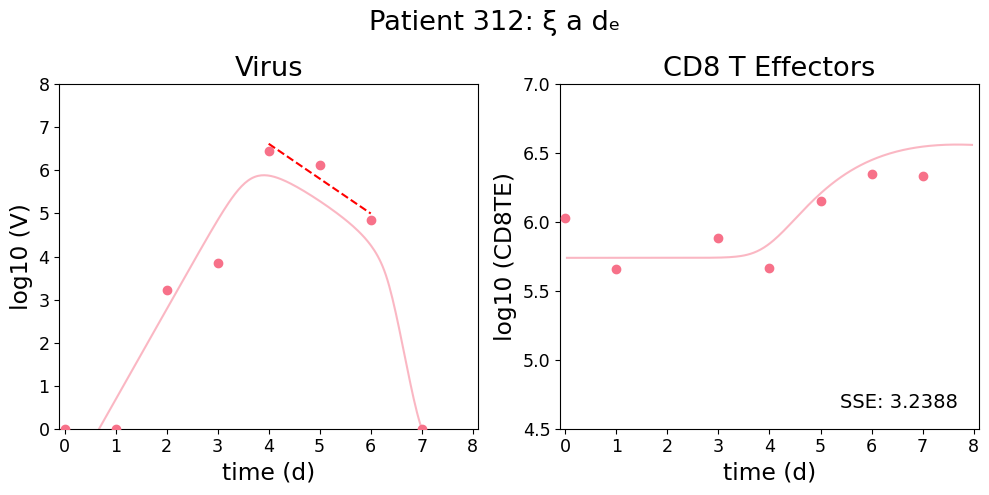 Patient 312: ξ a dₑ
Virus
CD8 T Effectors
log10 (V)
8
7
6
5
4
3
2
1
0
0 1 2 3 4 5 6 7 8
time (d)
log10 (CD8TE)
7.0
6.5
6.0
5.5
5.0
4.5
SSE: 3.2388
0 1 2 3 4 5 6 7 8
time (d)